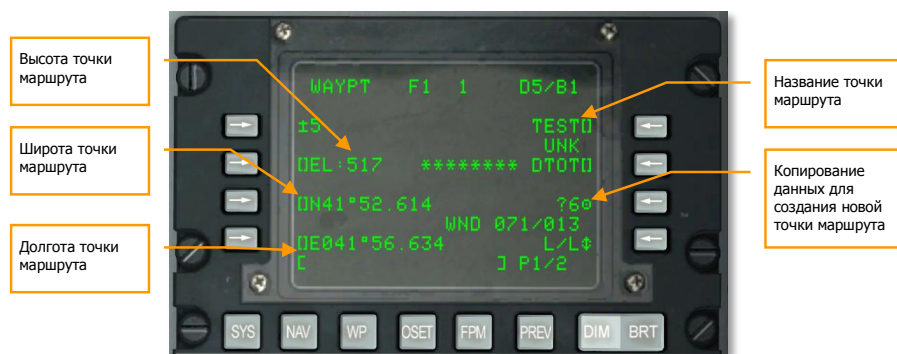 Высота точки
маршрута
Широта точки
маршрута
Долгота точки
маршрута
WAYPT F1 1 D5/B1
±5 TEST[]
UNK
[]EL:517 ******** DTOT[]
[]N41°52.614 ?6⊙
WND 071/013
[]E041°56.634 L/L↕
[ ] P1/2
SYS NAV WP OSET FPM PREV DIM BRT
Название точки
маршрута
Копирование
данных для
создания новой
точки маршрута